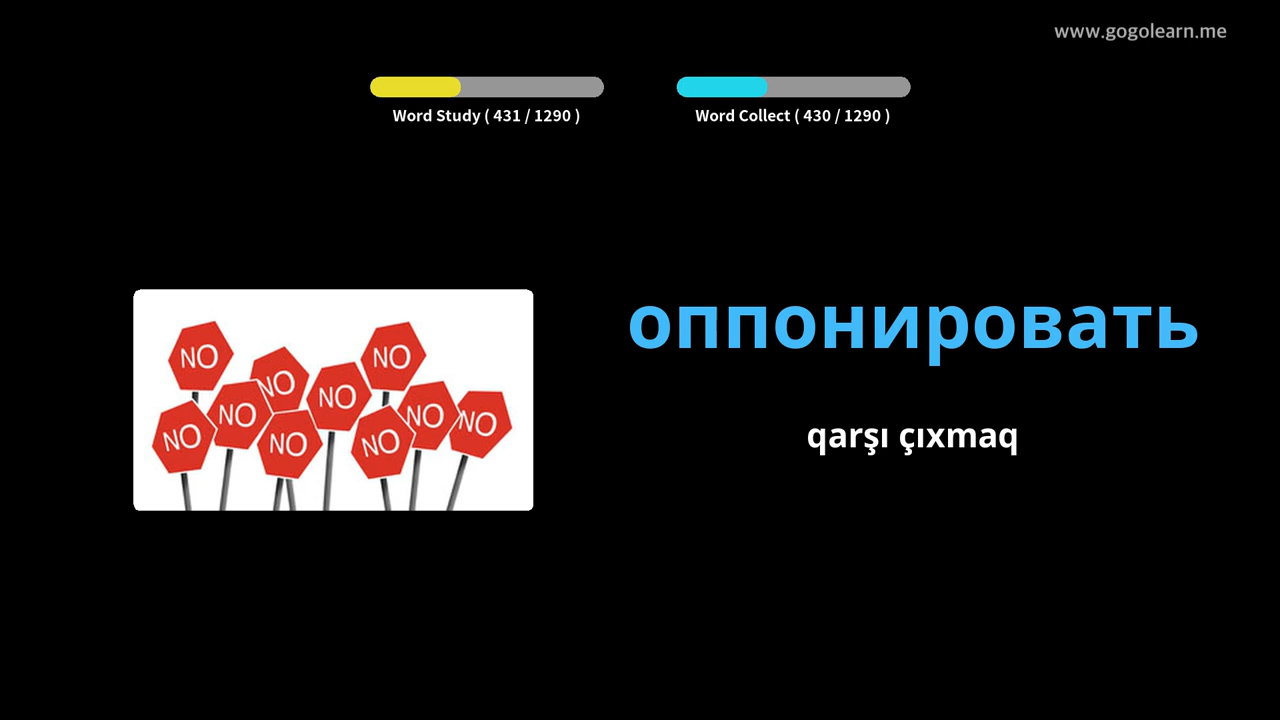 www.gogolearn.me
Word Study ( 431 / 1290 )
Word Collect ( 430 / 1290 )
оппонировать
qarşı çıxmaq
NO
NO
NO
NO
NO
NO
NO
NO
NO
NO